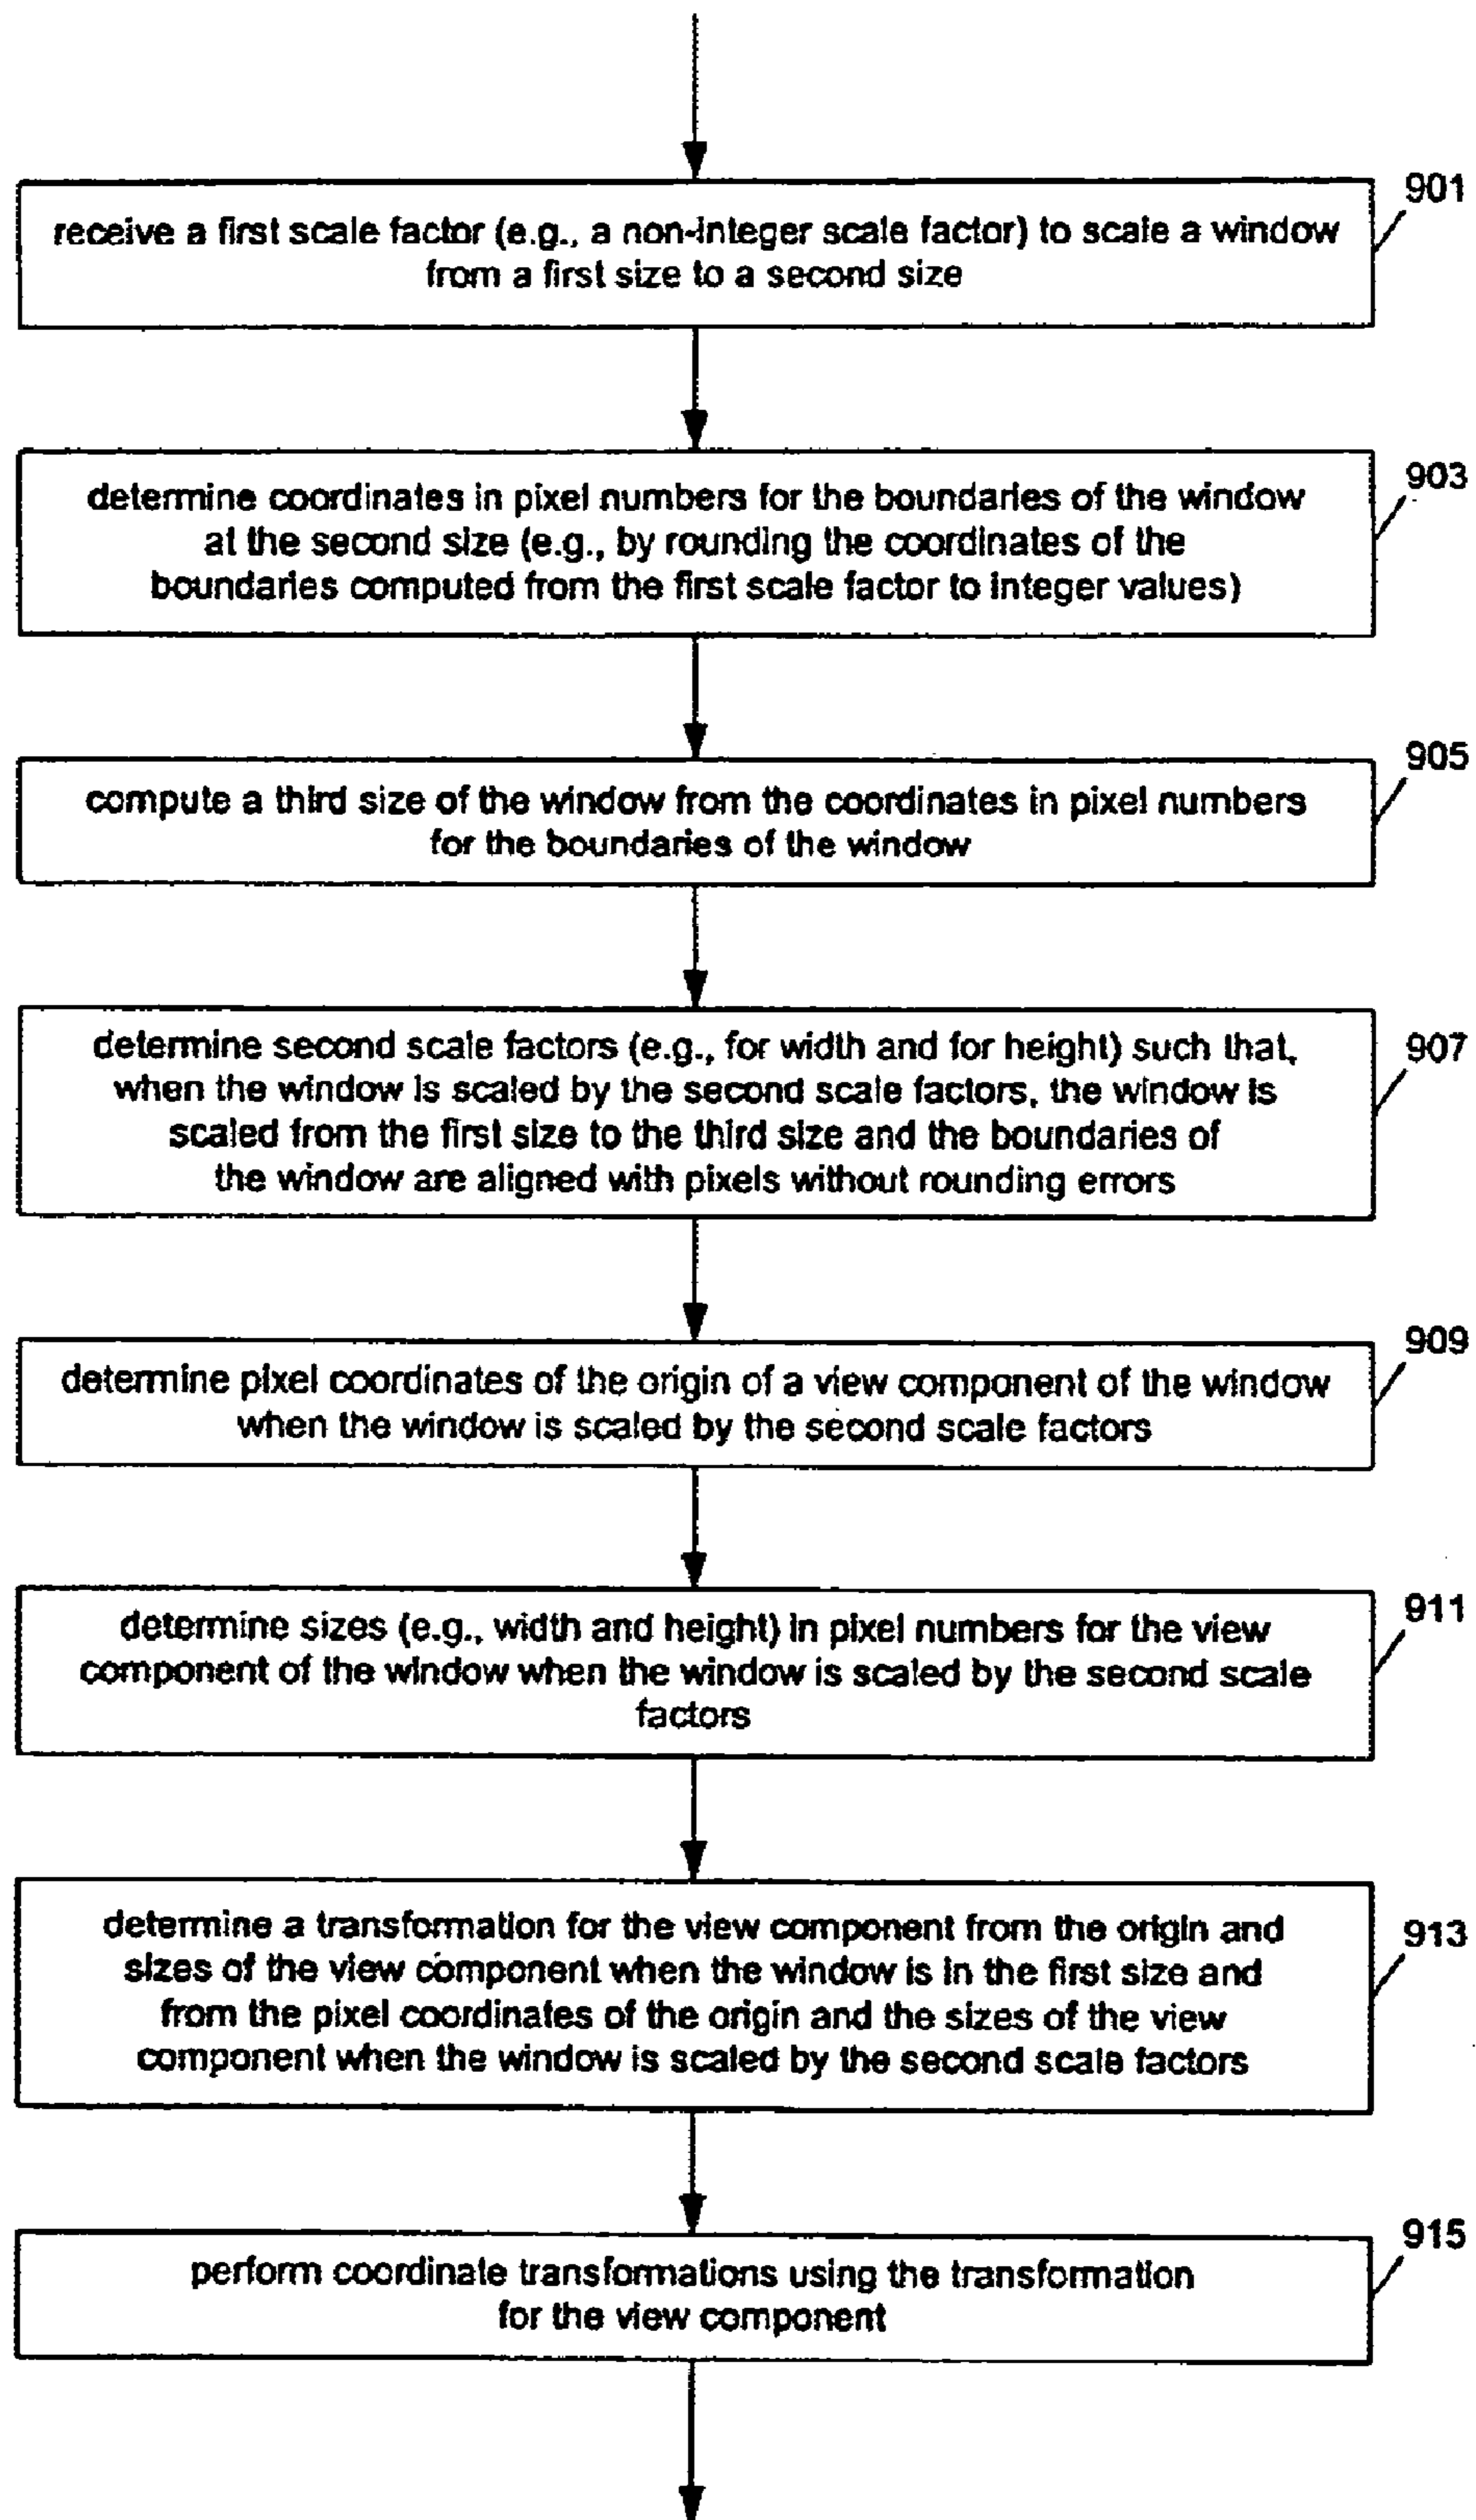 901
receive a first scale factor (e.g., a non-integer scale factor) to scale a window
from a first size to a second size
903
determine coordinates in pixel numbers for the boundaries of the window
at the second size (e.g., by rounding the coordinates of the
boundaries computed from the first scale factor to integer values)
905
compute a third size of the window from the coordinates in pixel numbers
for the boundaries of the window
907
determine second scale factors (e.g., for width and for height) such that,
when the window is scaled by the second scale factors, the window is
scaled from the first size to the third size and the boundaries of
the window are aligned with pixels without rounding errors
909
determine pixel coordinates of the origin of a view component of the window
when the window is scaled by the second scale factors
911
determine sizes (e.g., width and height) in pixel numbers for the view
component of the window when the window is scaled by the second scale
factors
913
determine a transformation for the view component from the origin and
sizes of the view component when the window is in the first size and
from the pixel coordinates of the origin and the sizes of the view
component when the window is scaled by the second scale factors
915
perform coordinate transformations using the transformation
for the view component